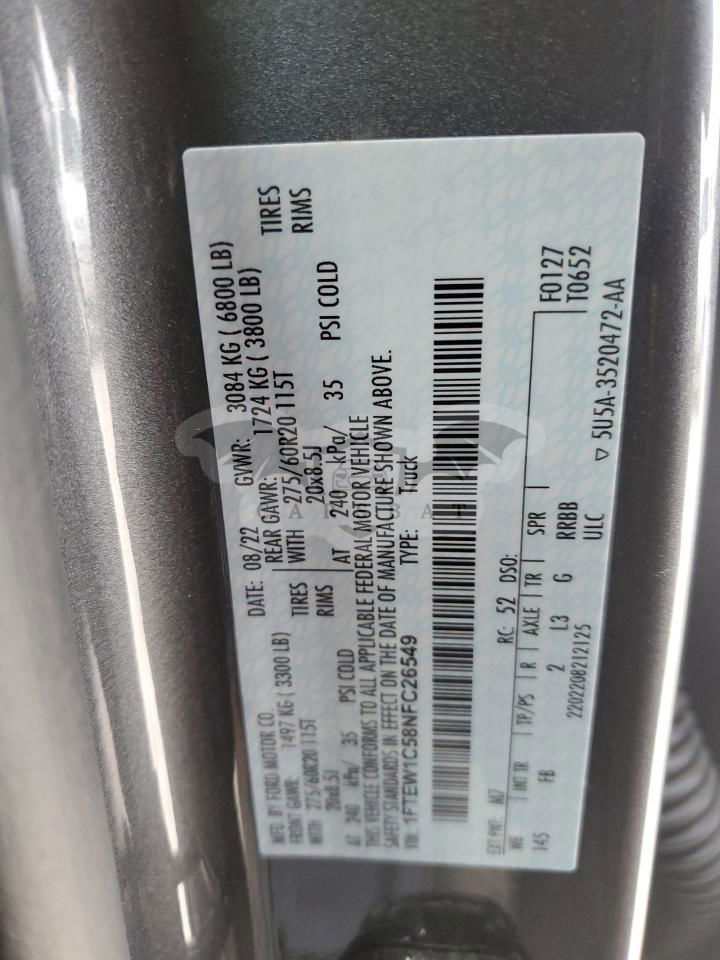 MFD. BY FORD MOTOR CO.
DATE: 08/22 GVWR: 3084 KG ( 6800 LB)
FRONT GAWR: 1497 KG ( 3300 LB) REAR GAWR: 1724 KG ( 3800 LB)
WITH 275/60R20 115T TIRES WITH 275/60R20 115T TIRES
20x8.5J RIMS 20x8.5J RIMS
AT 240 kPa/ 35 PSI COLD AT 240 kPa/ 35 PSI COLD
THIS VEHICLE CONFORMS TO ALL APPLICABLE FEDERAL MOTOR VEHICLE
SAFETY STANDARDS IN EFFECT ON THE DATE OF MANUFACTURE SHOWN ABOVE.
VIN: 1FTEW1C58NFC26549 TYPE: Truck
EXT PNT: M7 RC: 52 DSO:
WB INT TR TP/PS R AXLE TR SPR F0127
145 FB 2 L3 G RRBB T0652
2202208212125 ULC
▽ 5U5A-3520472-AA